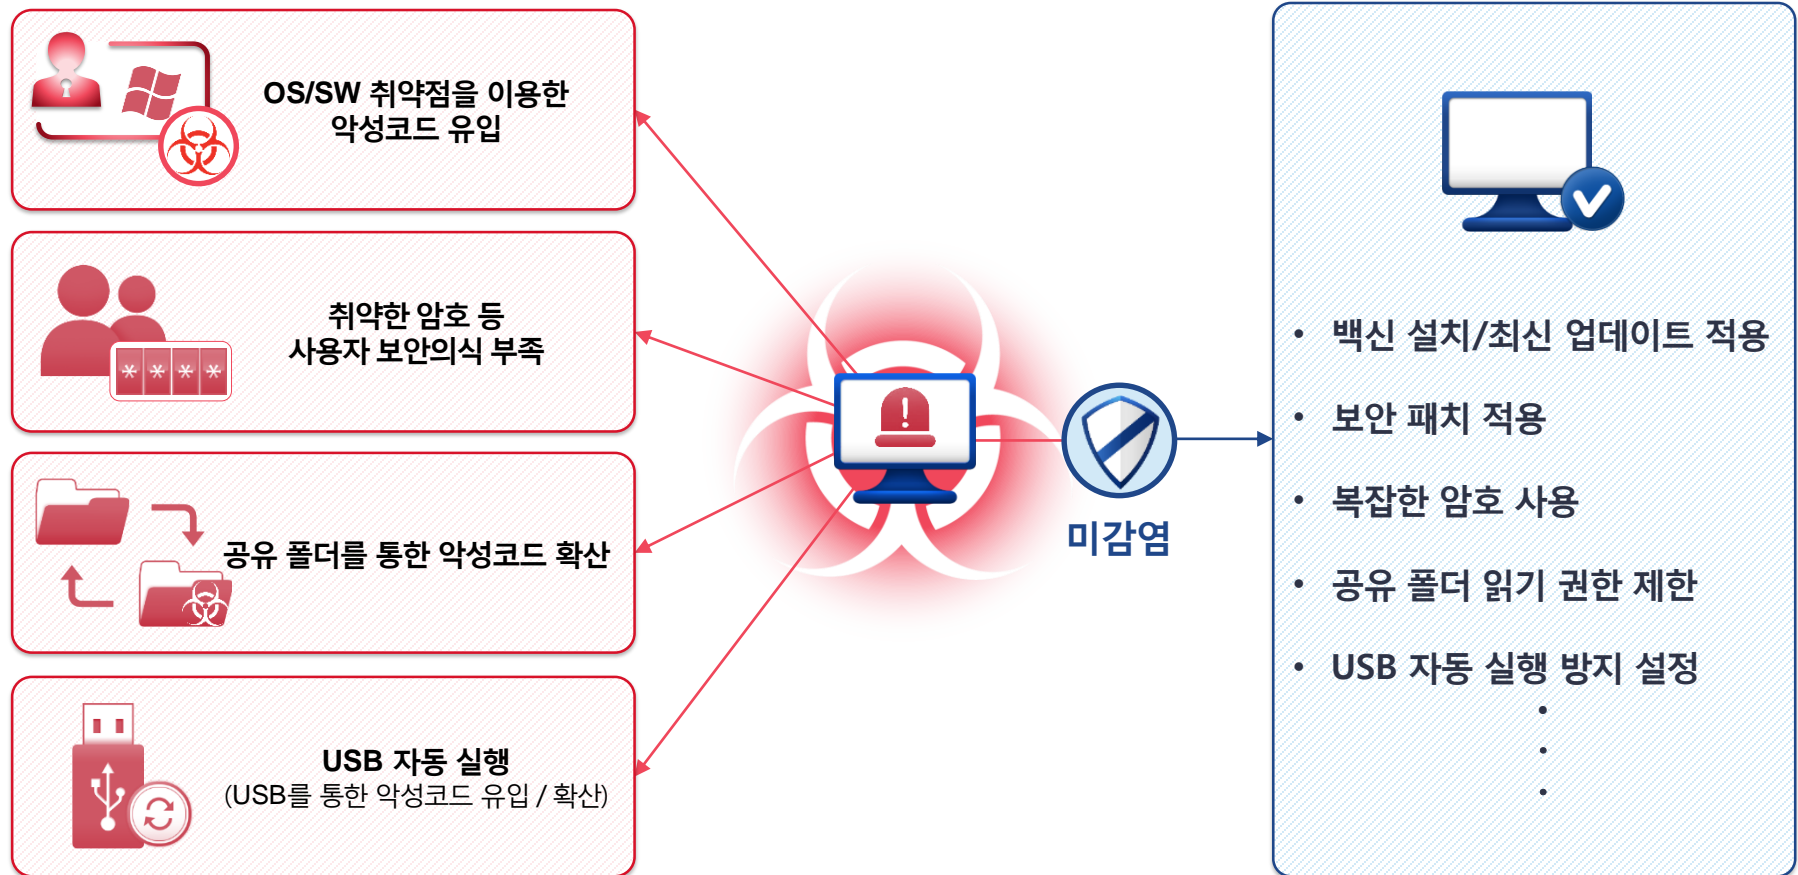 OS/SW 취약점을 이용한
악성코드 유입
취약한 암호 등
사용자 보안의식 부족
* * * *
공유 폴더를 통한 악성코드 확산
USB 자동 실행
(USB를 통한 악성코드 유입 / 확산)
!
미감염
• 백신 설치/최신 업데이트 적용
• 보안 패치 적용
• 복잡한 암호 사용
• 공유 폴더 읽기 권한 제한
• USB 자동 실행 방지 설정
•
•
•